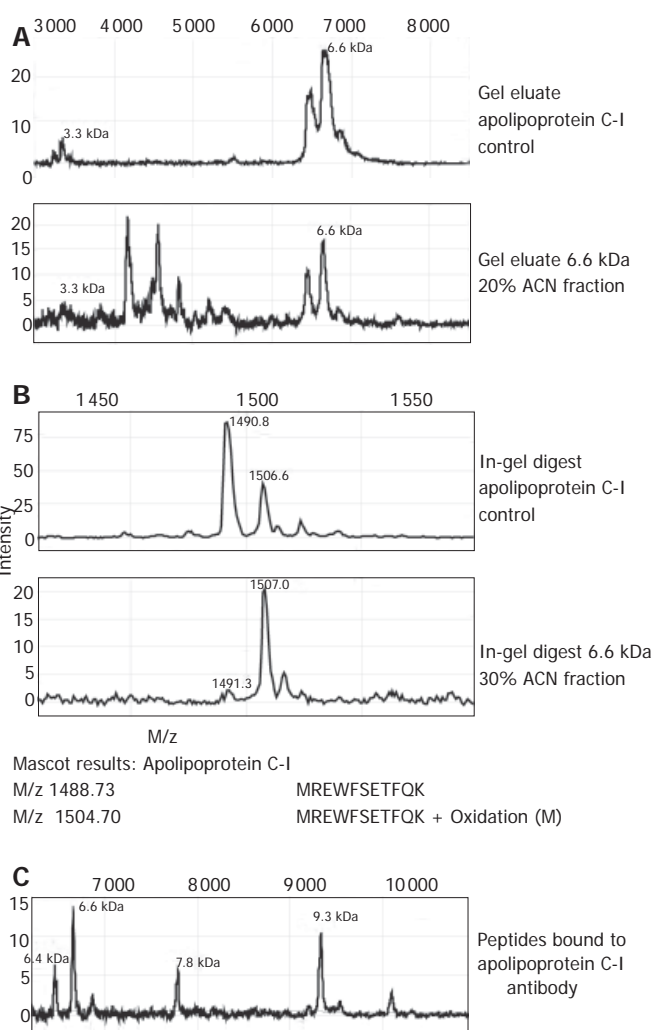 A
3000 4000 5000 6000 7000 8000
20
10
0
3.3 kDa
6.6 kDa
Gel eluate
apolipoprotein C-I
control
20
15
10
5
0
3.3 kDa
6.6 kDa
Gel eluate 6.6 kDa
20% ACN fraction
B
1450 1500 1550
75
50
25
0
1490.8
1506.6
In-gel digest
apolipoprotein C-I
control
Intensity
20
15
10
5
0
1491.3
1507.0
In-gel digest 6.6 kDa
30% ACN fraction
M/z
Mascot results: Apolipoprotein C-I
M/z 1488.73 MREWFSETFQK
M/z 1504.70 MREWFSETFQK + Oxidation (M)
C
7000 8000 9000 10000
15
10
5
0
6.4 kDa
6.6 kDa
7.8 kDa
9.3 kDa
Peptides bound to
apolipoprotein C-I
antibody